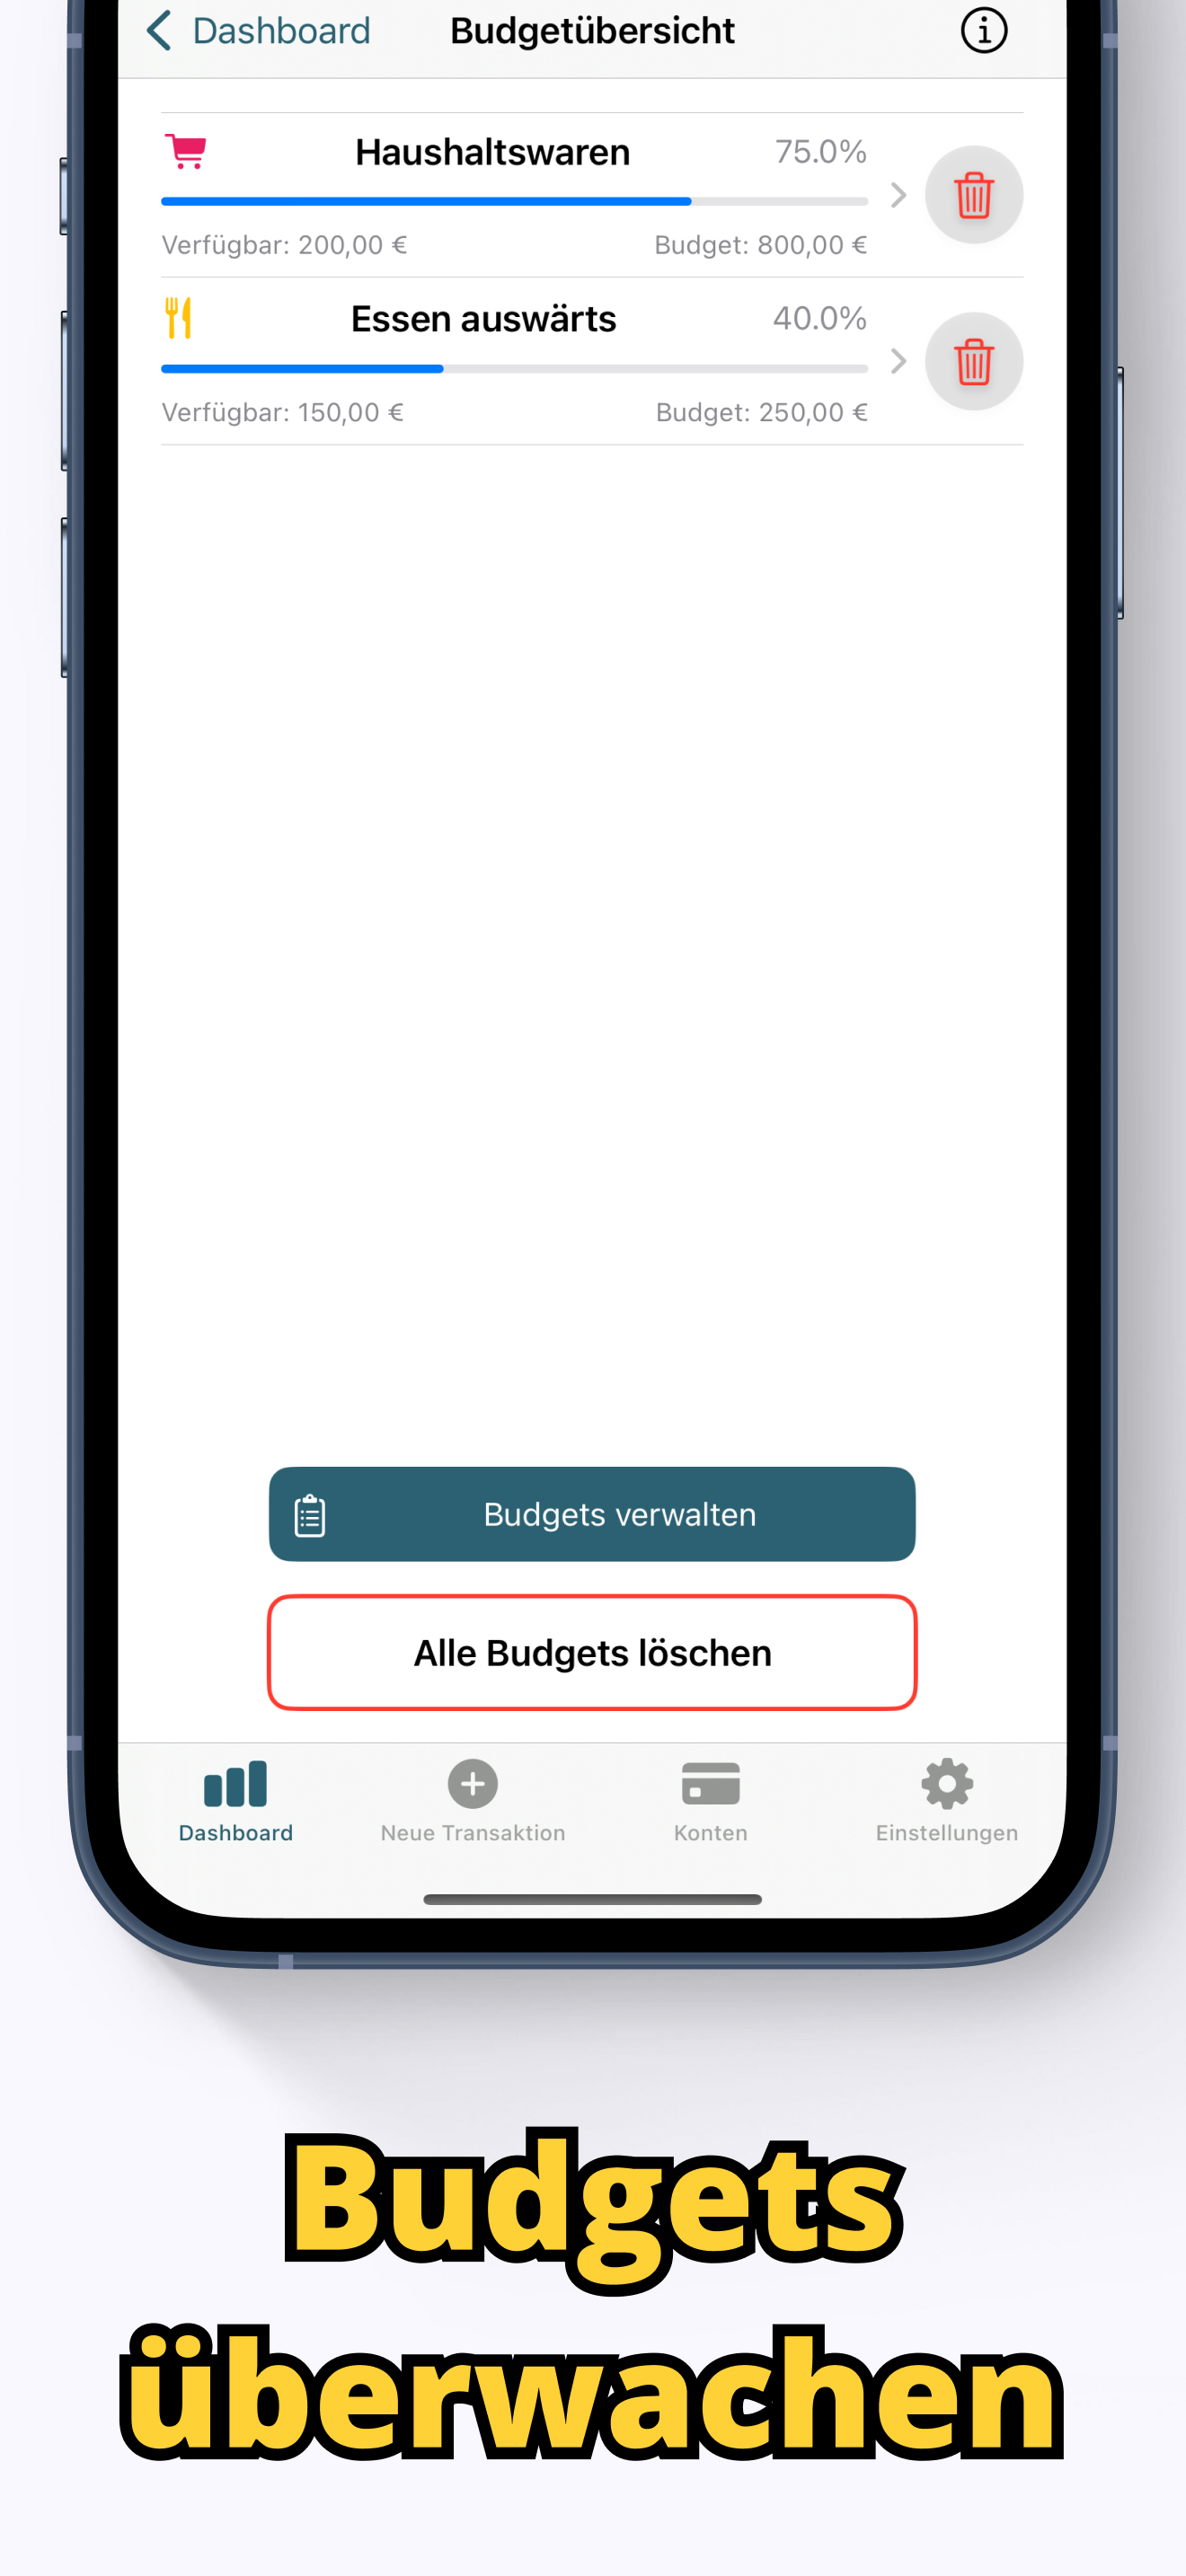 Dashboard Budgetübersicht
Haushaltswaren 75.0%
Verfügbar: 200,00 € Budget: 800,00 €
Essen auswärts 40.0%
Verfügbar: 150,00 € Budget: 250,00 €
Budgets verwalten
Alle Budgets löschen
Dashboard Neue Transaktion Konten Einstellungen
Budgets
überwachen